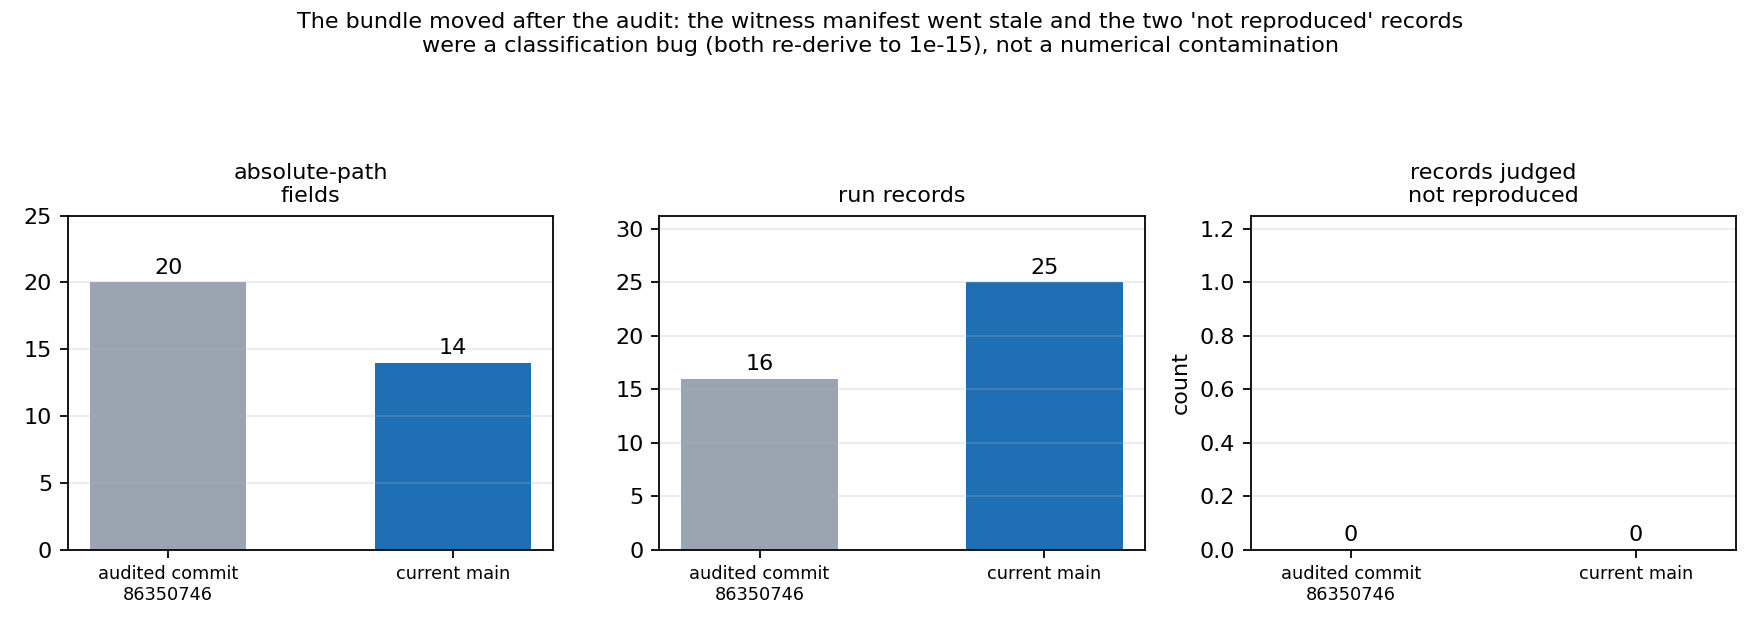 The bundle moved after the audit: the witness manifest went stale and the two 'not reproduced' records
were a classification bug (both re-derive to 1e-15), not a numerical contamination
absolute-path
fields
25
20
15
10
5
0
20
14
audited commit
86350746
current main
run records
30
25
20
15
10
5
0
16
25
audited commit
86350746
current main
records judged
not reproduced
count
1.2
1.0
0.8
0.6
0.4
0.2
0.0
0
0
audited commit
86350746
current main